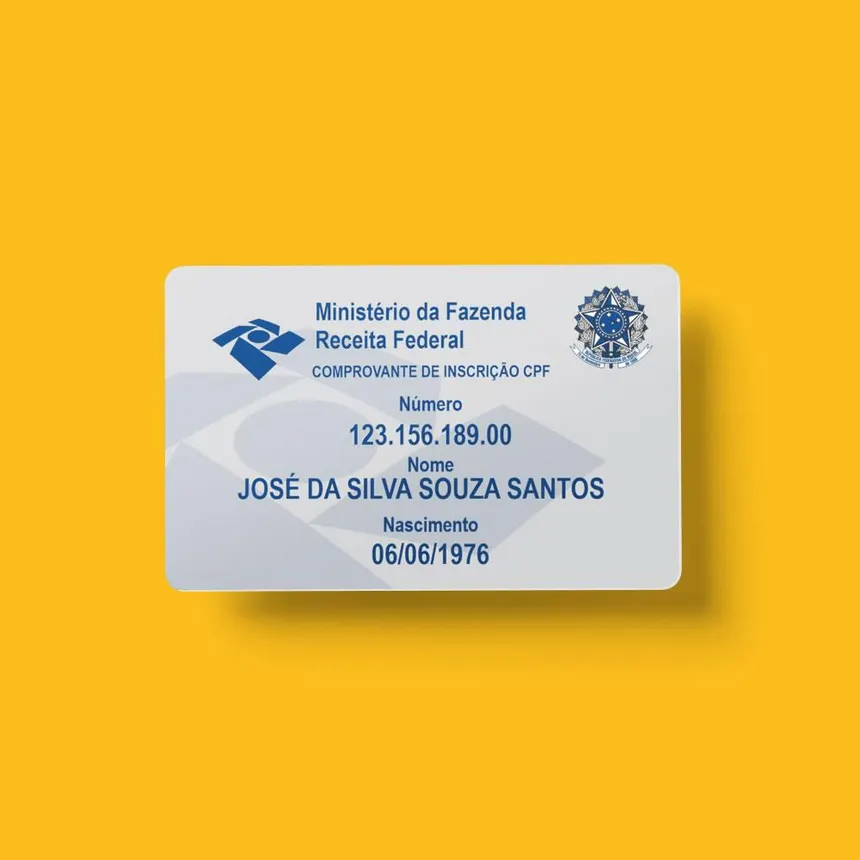 Ministério da Fazenda
Receita Federal
COMPROVANTE DE INSCRIÇÃO CPF
Número
123.156.189.00
Nome
JOSÉ DA SILVA SOUZA SANTOS
Nascimento
06/06/1976